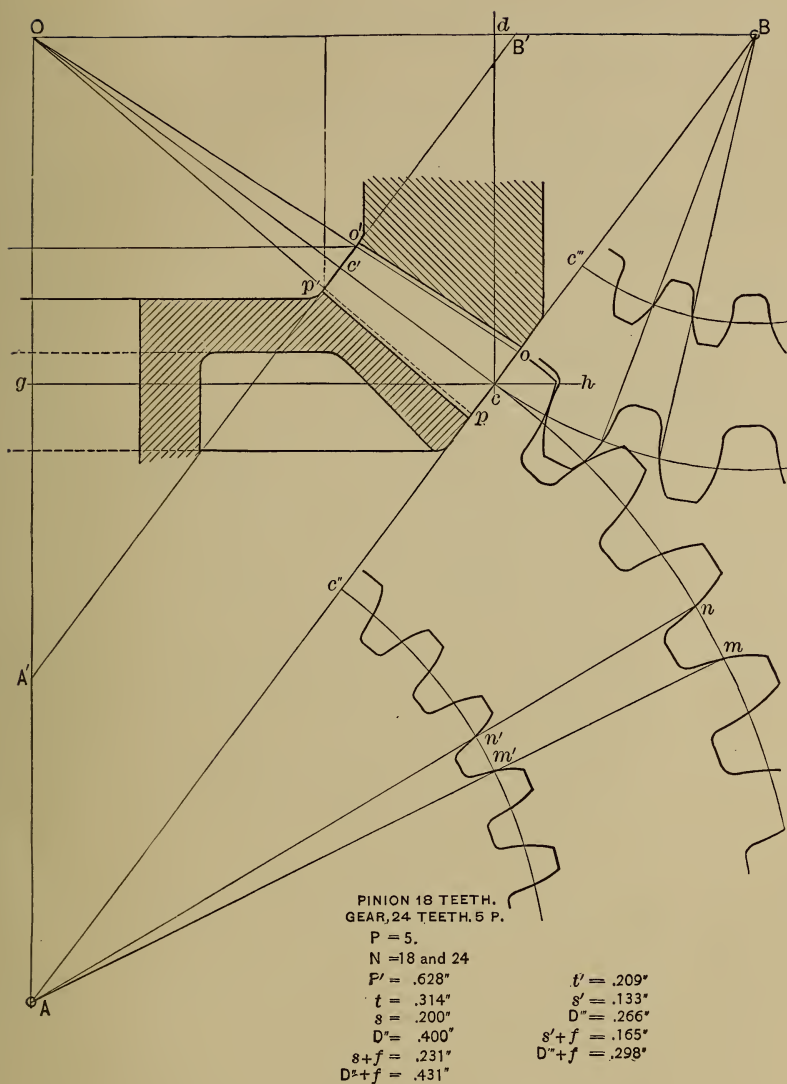 O
d
B′
B
o′
c′
p′
c‴
o
g
h
c
p
c″
n
A′
m
n′
m′
A
PINION 18 TEETH.
GEAR, 24 TEETH. 5 P.
P = 5.
N = 18 and 24
P′ = .628″
t = .314″
s = .200″
D″ = .400″
s+f = .231″
D″+f = .431″
t′ = .209″
s′ = .133″
D‴ = .266″
s′+f = .165″
D‴+f = .298″